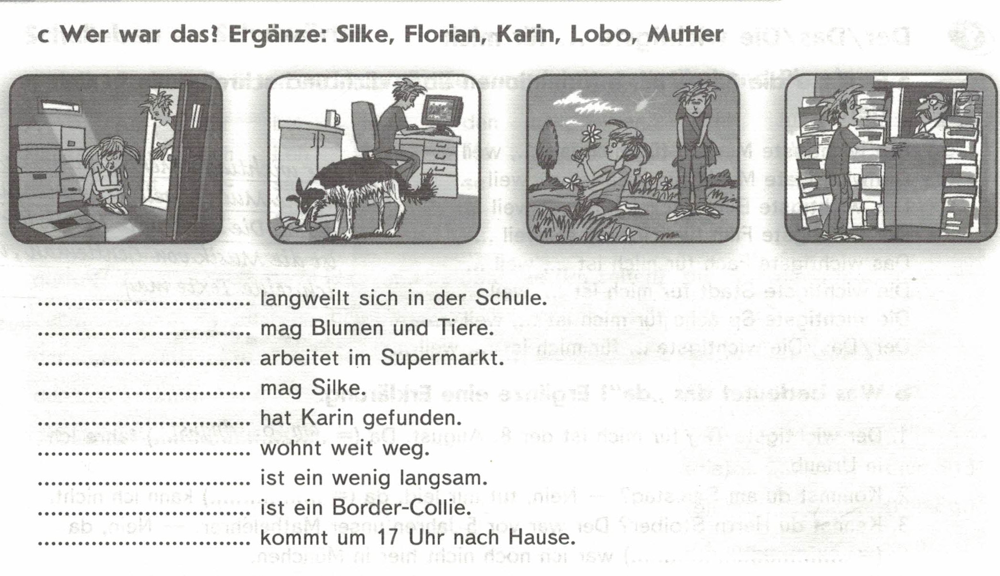 c Wer war das? Ergänze: Silke, Florian, Karin, Lobo, Mutter
................................ langweilt sich in der Schule.
................................ mag Blumen und Tiere.
................................ arbeitet im Supermarkt.
................................ mag Silke.
................................ hat Karin gefunden.
................................ wohnt weit weg.
................................ ist ein wenig langsam.
................................ ist ein Border-Collie.
................................ kommt um 17 Uhr nach Hause.